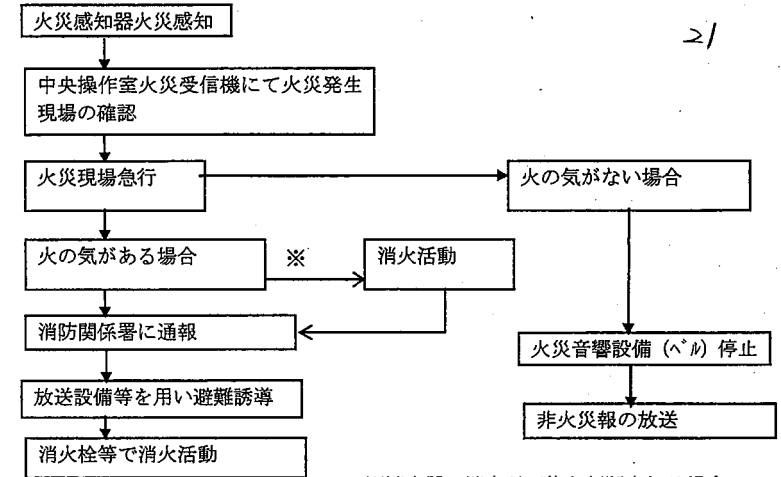 火災感知器火災感知
21
中央操作室火災受信機にて火災発生
現場の確認
火災現場急行
火の気がない場合
火の気がある場合
※
消火活動
消防関係署に通報
火災音響設備（ﾍﾞﾙ）停止
放送設備等を用い避難誘導
非火災報の放送
消火栓等で消火活動